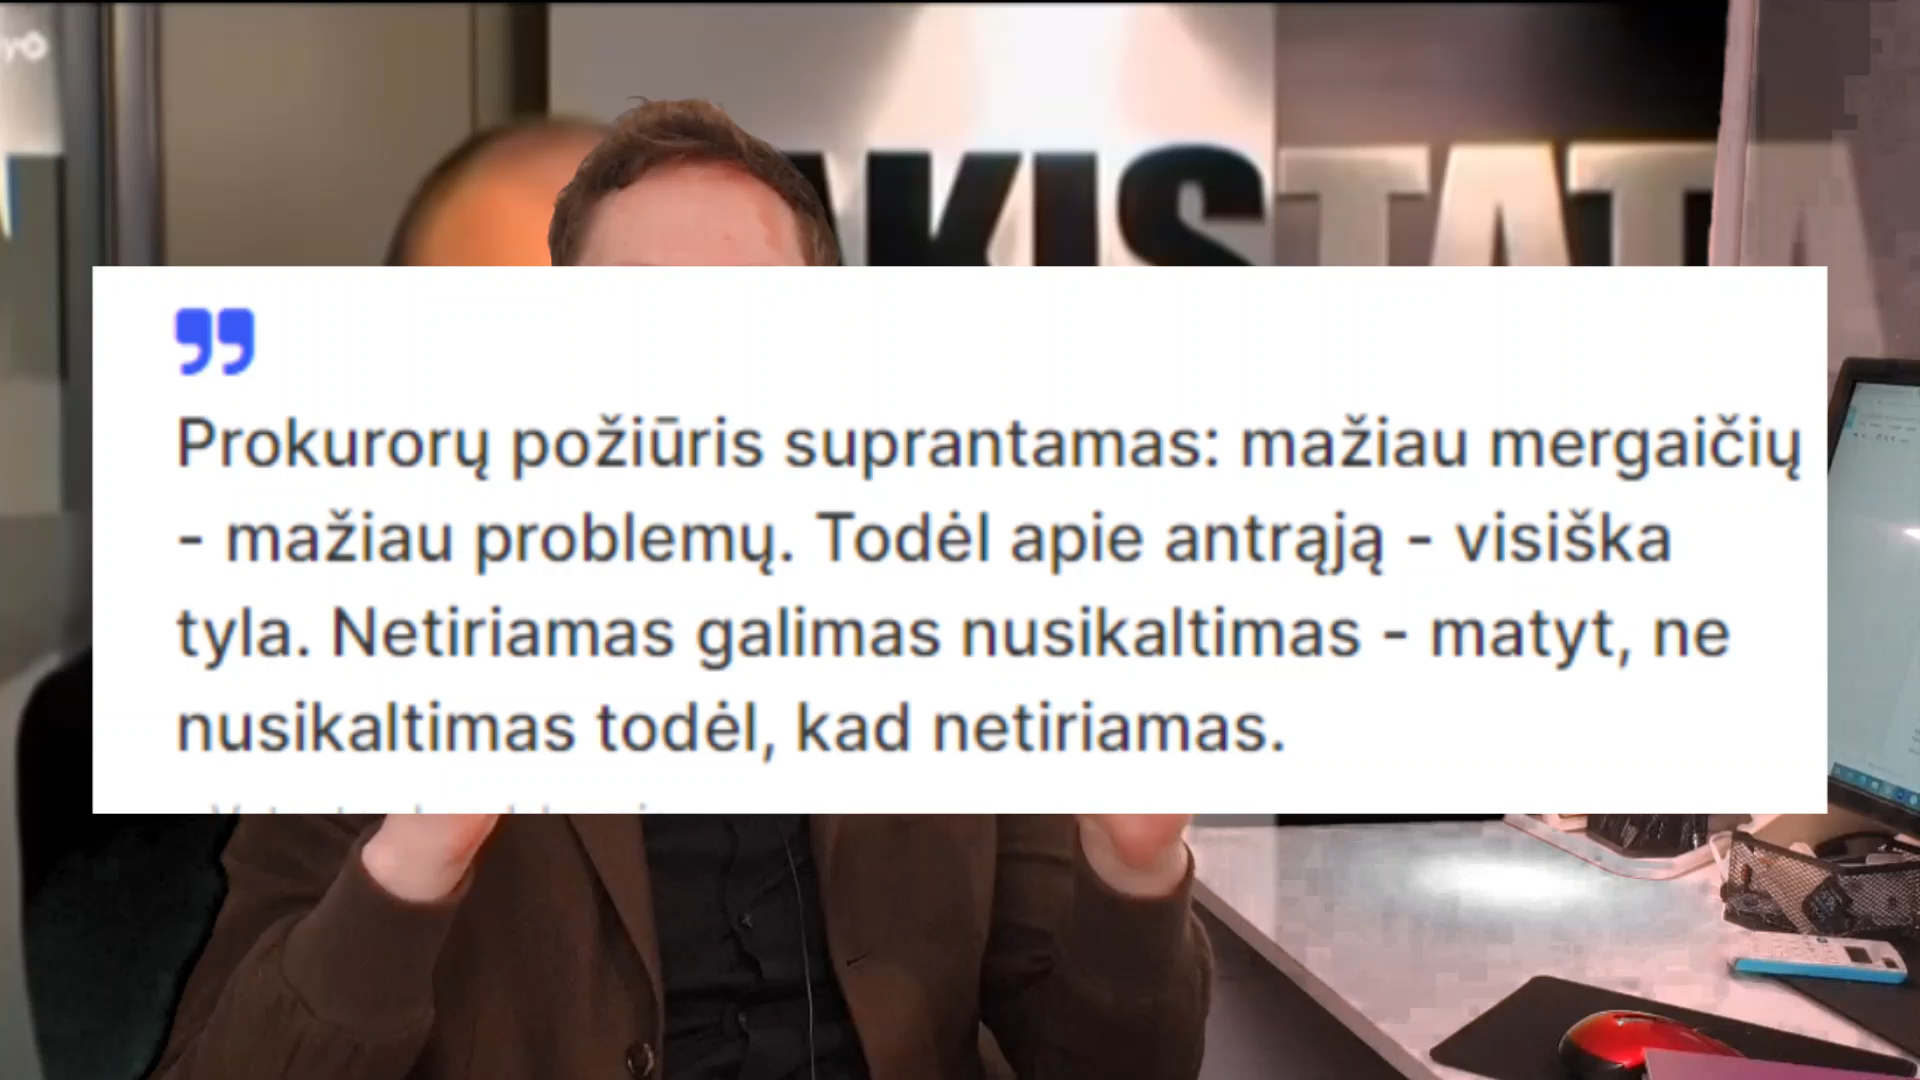 AKISTATA
Prokurorų požiūris suprantamas: mažiau mergaičių
- mažiau problemų. Todėl apie antrąją - visiška
tyla. Netiriamas galimas nusikaltimas - matyt, ne
nusikaltimas todėl, kad netiriamas.